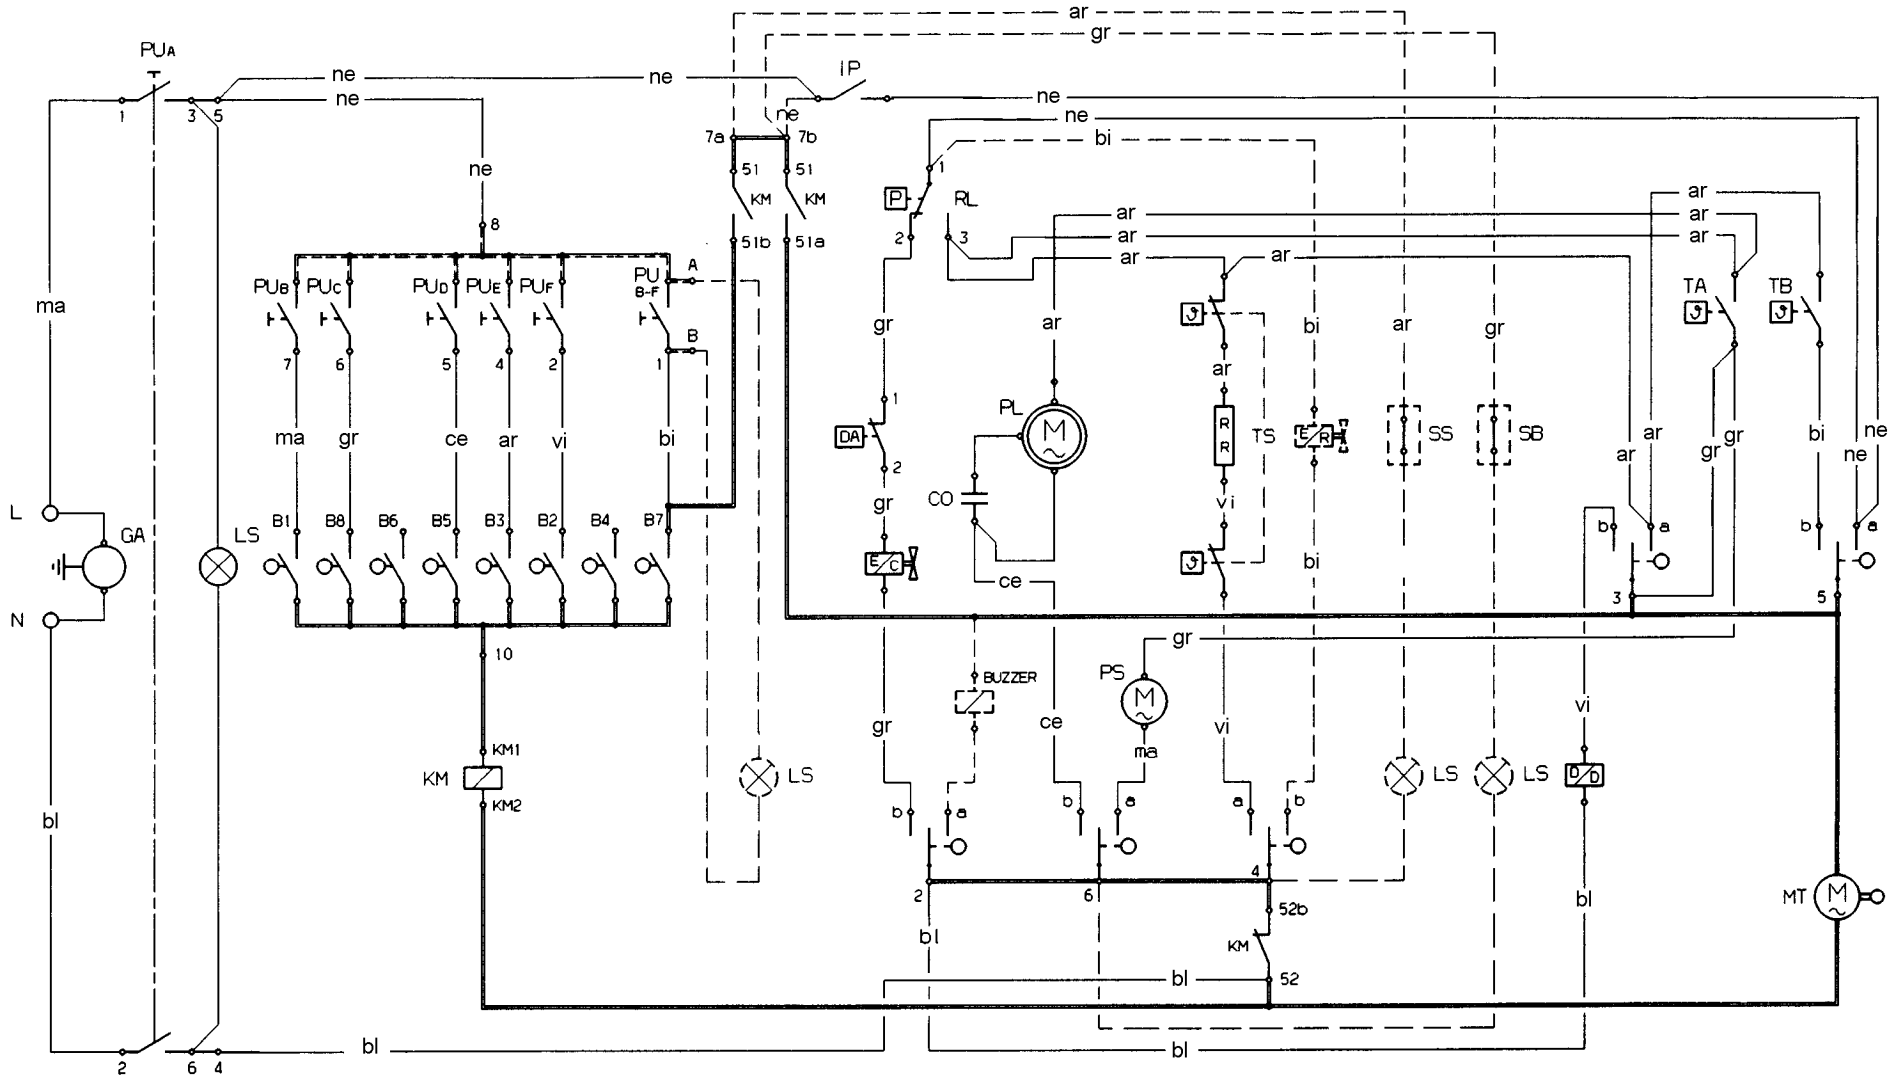 ar
gr
PUA
ne
ne
IP
ne
1
3
5
ne
ne
7a
7b
ne
bi
51
51
1
ne
KM
KM
P
RL
ar
ar
ar
ar
8
51b
51a
2
3
ar
ar
ar
PUB
PUC
PUD
PUE
PUF
PU
B-F
A
B
TA
TB
ϑ
ϑ
ϑ
ma
gr
ar
bi
ar
gr
7
6
5
4
2
1
ar
1
PL
M
~
DA
E
R
R
R
TS
SS
SB
ma
gr
ce
ar
vi
bi
2
ar
ar
gr
gr
bi
ne
ne
L
GA
LS
B1
B8
B6
B5
B3
B2
B4
B7
gr
CO
vi
b
a
b
a
E
C
ce
ϑ
bi
N
3
5
10
gr
BUZZER
PS
M
~
gr
ce
ma
vi
vi
KM
KM1
KM2
LS
LS
LS
D
D
bl
b
a
b
a
a
b
2
6
4
52b
bl
KM
bl
52
MT
M
~
bl
2
6
4
bl
bl